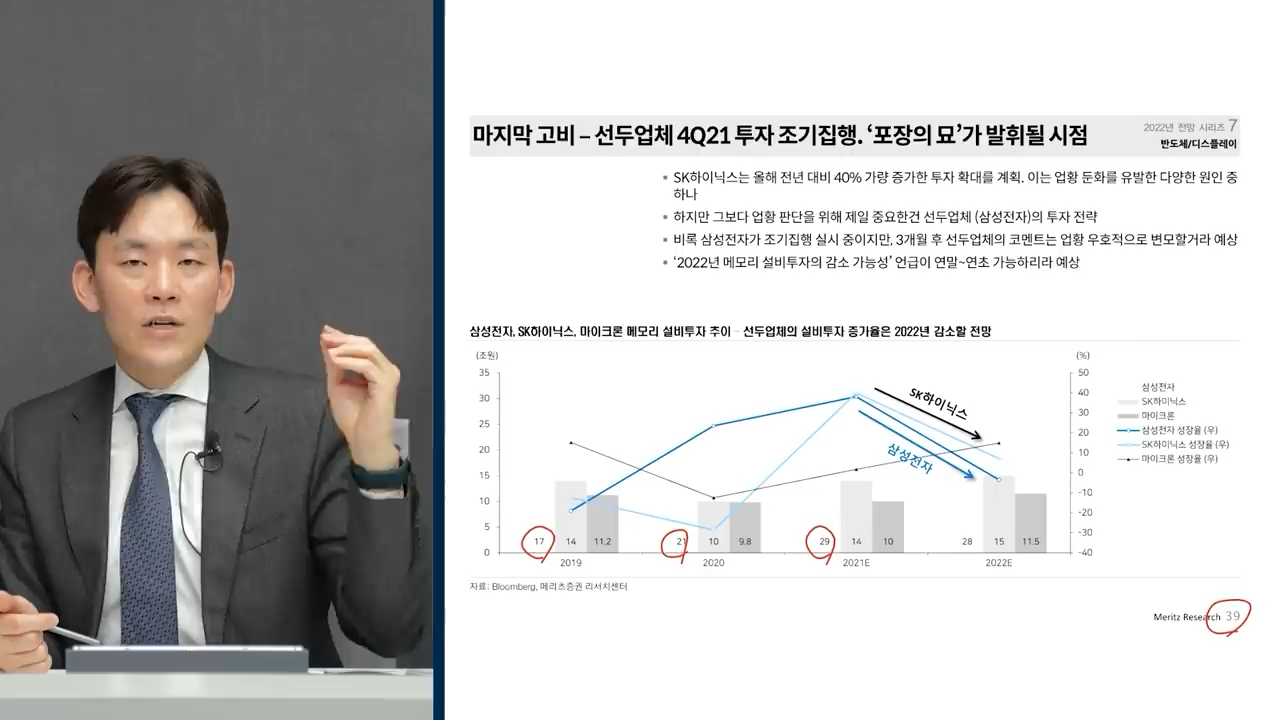 마지막 고비 – 선두업체 4Q21 투자 조기집행. ‘포장의 묘’가 발휘될 시점
2022년 전망 시리즈 7
반도체/디스플레이
▪ SK하이닉스는 올해 전년 대비 40% 가량 증가한 투자 확대를 계획. 이는 업황 둔화를 유발한 다양한 원인 중
하나
▪ 하지만 그보다 업황 판단을 위해 제일 중요한건 선두업체 (삼성전자)의 투자 전략
▪ 비록 삼성전자가 조기집행 실시 중이지만, 3개월 후 선두업체의 코멘트는 업황 우호적으로 변모할거라 예상
▪ ‘2022년 메모리 설비투자의 감소 가능성’ 언급이 연말~연초 가능하리라 예상
삼성전자, SK하이닉스, 마이크론 메모리 설비투자 추이 – 선두업체의 설비투자 증가율은 2022년 감소할 전망
(조원)
(%)
35
30
25
20
15
10
5
0
50
40
30
20
10
0
-10
-20
-30
-40
SK하이닉스
삼성전자
17 14 11.2
21 10 9.8
29 14 10
28 15 11.5
2019 2020 2021E 2022E
삼성전자
SK하이닉스
마이크론
삼성전자 성장율 (우)
SK하이닉스 성장율 (우)
마이크론 성장율 (우)
자료: Bloomberg, 메리츠증권 리서치센터
Meritz Research 39